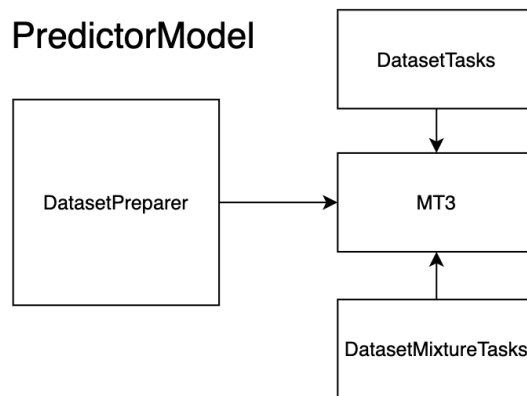 PredictorModel
DatasetTasks
DatasetPreparer
MT3
DatasetMixtureTasks